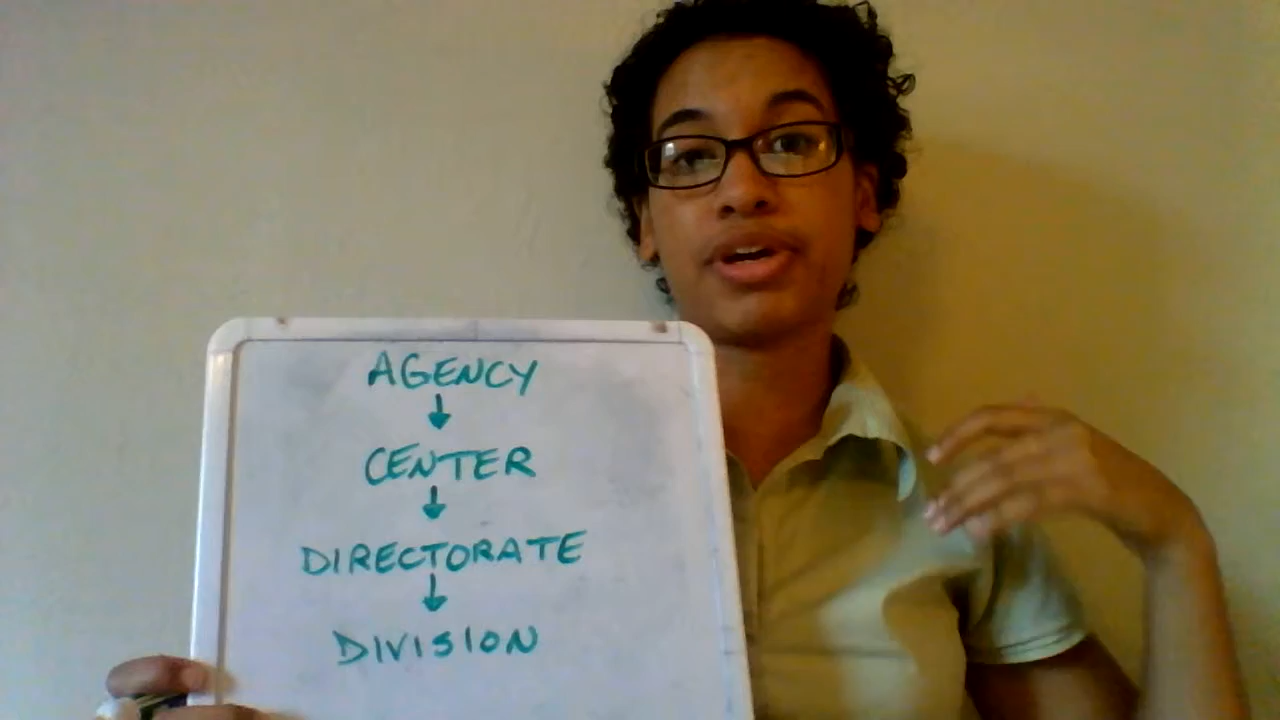 AGENCY
↓
CENTER
↓
DIRECTORATE
↓
DIVISION